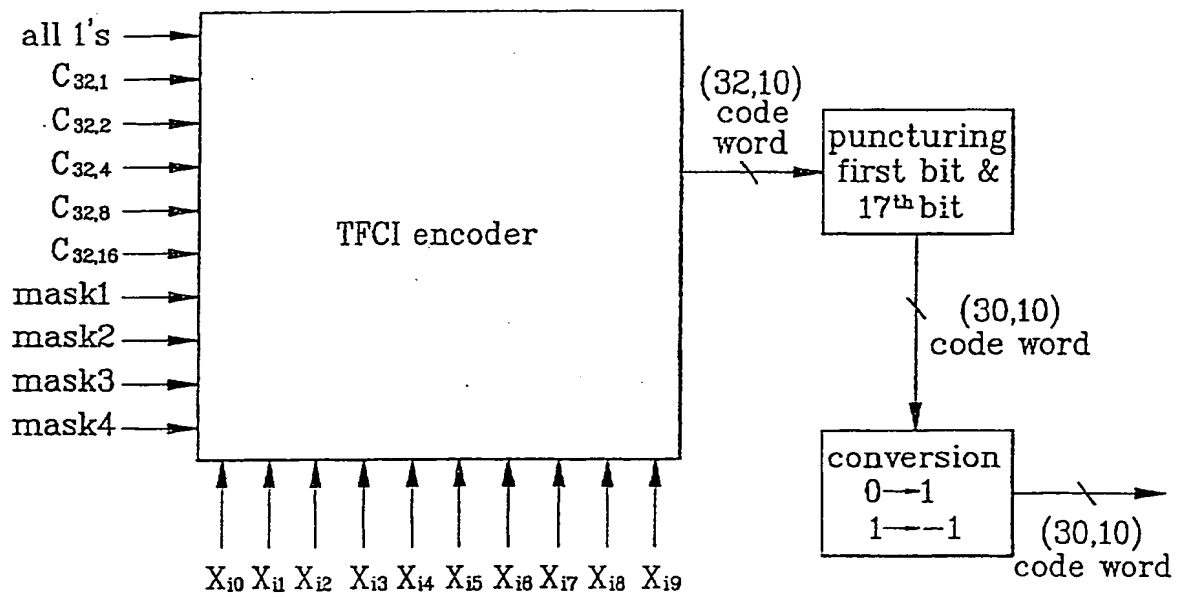 all 1's
C32,1
C32,2
C32,4
C32,8
C32,16
mask1
mask2
mask3
mask4
TFCI encoder
Xi0 Xi1 Xi2 Xi3 Xi4 Xi5 Xi6 Xi7 Xi8 Xi9
(32,10)
code
word
puncturing
first bit &
17th bit
(30,10)
code word
conversion
0→1
1→-1
(30,10)
code word